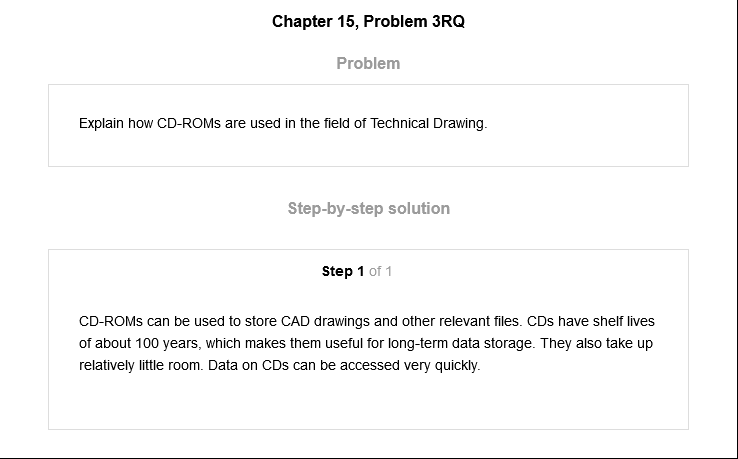 Chapter 15, Problem 3RQ
Problem
Explain how CD-ROMs are used in the field of Technical Drawing.
Step-by-step solution
Step 1 of 1
CD-ROMs can be used to store CAD drawings and other relevant files. CDs have shelf lives
of about 100 years, which makes them useful for long-term data storage. They also take up
relatively little room. Data on CDs can be accessed very quickly.